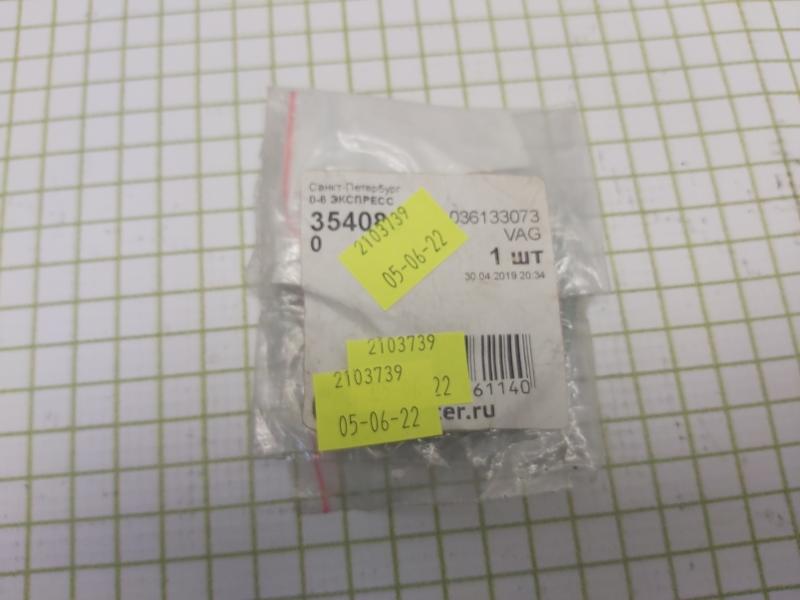 Санкт-Петербург
0-6 ЭКСПРЕСС
35408
0
036133073
VAG
1 шт
30.04.2019 20:34
2103739
05-06-22
2103739
22
61140
2103739
05-06-22
ter.ru